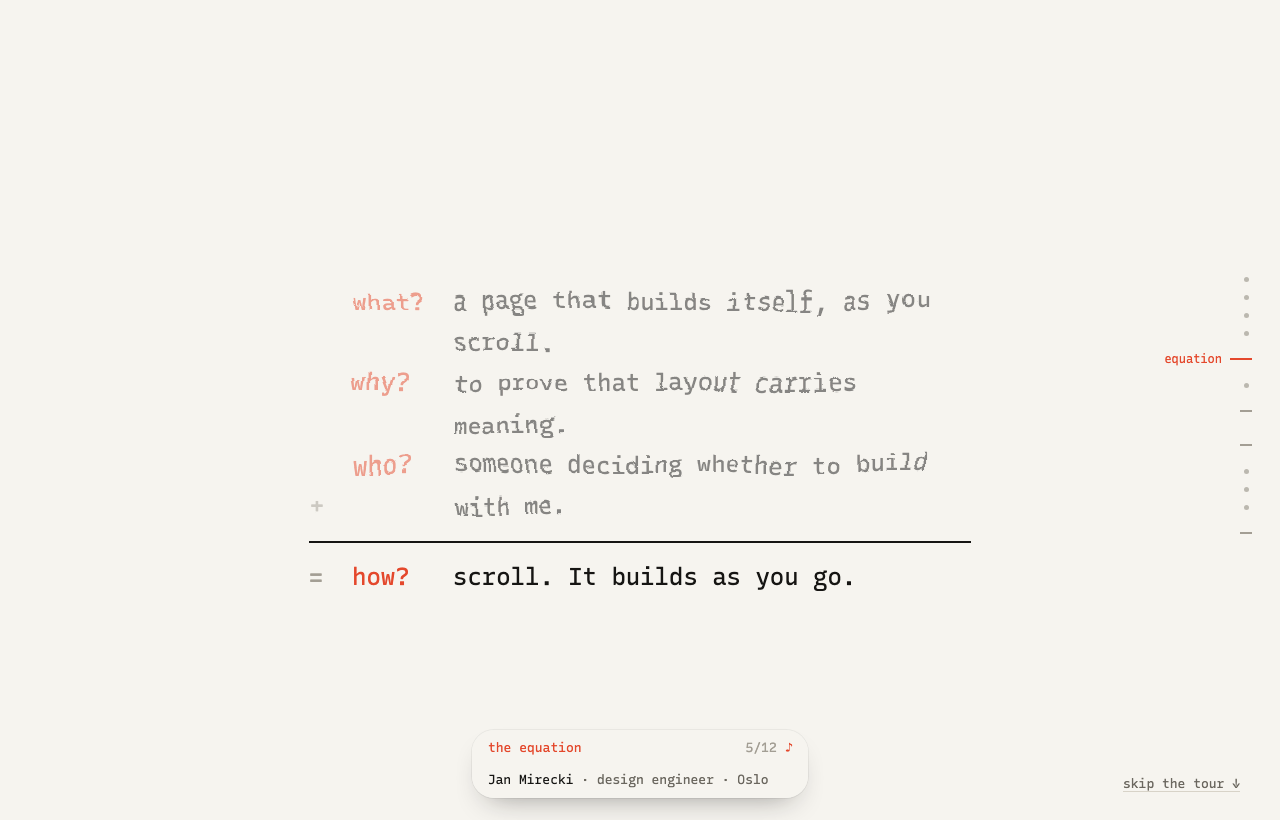 what? a page that builds itself, as you
scroll.
why? to prove that layout carries
meaning.
who? someone deciding whether to build
+ with me.
= how? scroll. It builds as you go.
equation
the equation 5/12 ♪
Jan Mirecki · design engineer · Oslo
skip the tour ↓